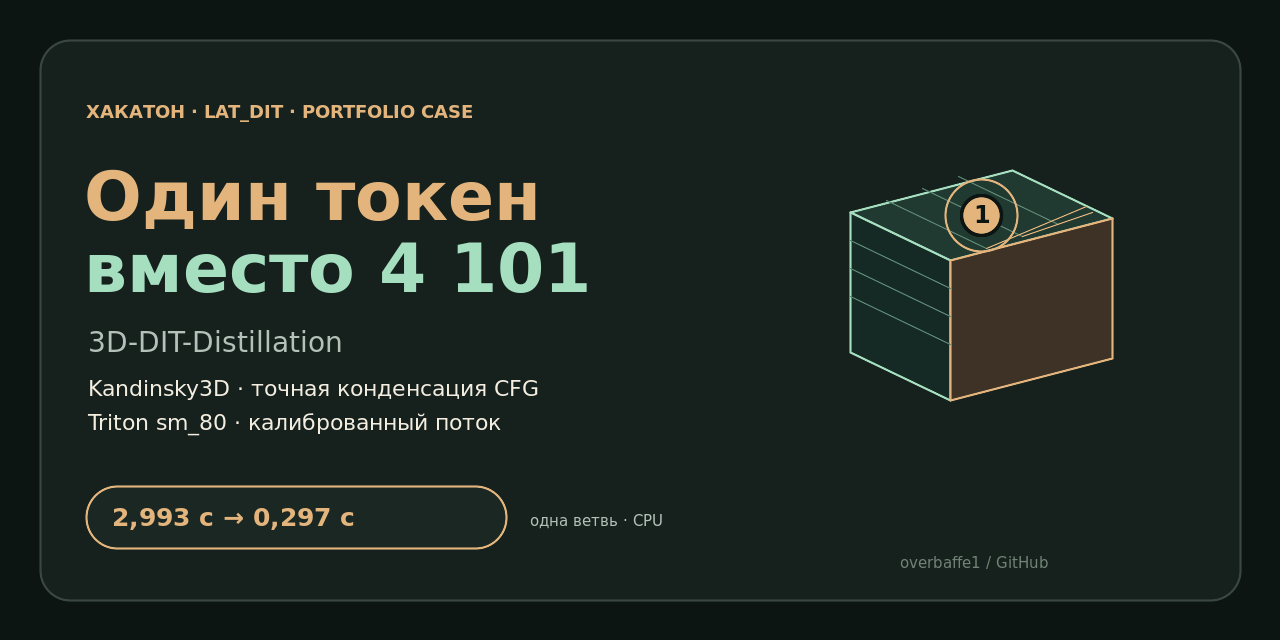 ХАКАТОН · LAT_DIT · PORTFOLIO CASE
Один токен
вместо 4 101
3D-DIT-Distillation
Kandinsky3D · точная конденсация CFG
Triton sm_80 · калиброванный поток
2,993 с → 0,297 с
одна ветвь · CPU
1
overbaffe1 / GitHub